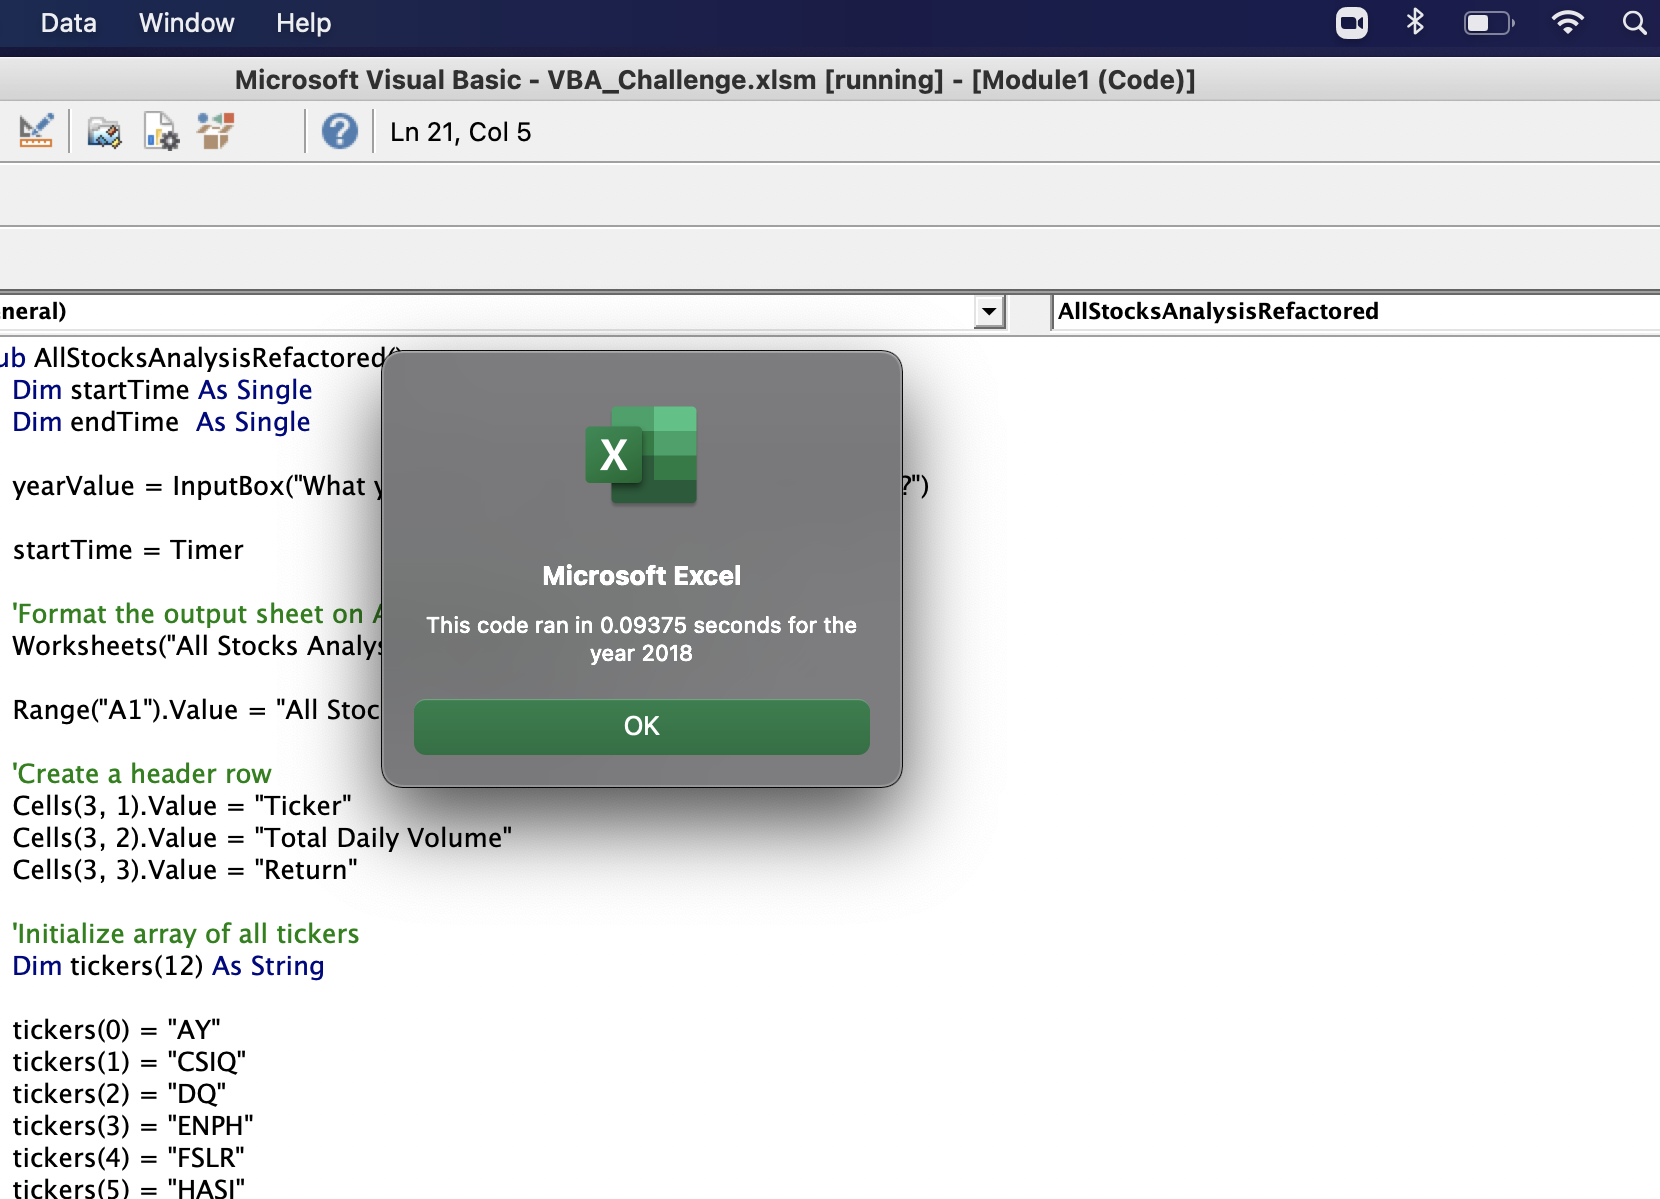 Data Window Help
Microsoft Visual Basic - VBA_Challenge.xlsm [running] - [Module1 (Code)]
Ln 21, Col 5
neral)
AllStocksAnalysisRefactored
ub AllStocksAnalysisRefactored()
Dim startTime As Single
Dim endTime  As Single
yearValue = InputBox("What y
?")
startTime = Timer
'Format the output sheet on A
Worksheets("All Stocks Analys
Range("A1").Value = "All Stoc
'Create a header row
Cells(3, 1).Value = "Ticker"
Cells(3, 2).Value = "Total Daily Volume"
Cells(3, 3).Value = "Return"
'Initialize array of all tickers
Dim tickers(12) As String
tickers(0) = "AY"
tickers(1) = "CSIQ"
tickers(2) = "DQ"
tickers(3) = "ENPH"
tickers(4) = "FSLR"
tickers(5) = "HASI"
X
Microsoft Excel
This code ran in 0.09375 seconds for the
year 2018
OK